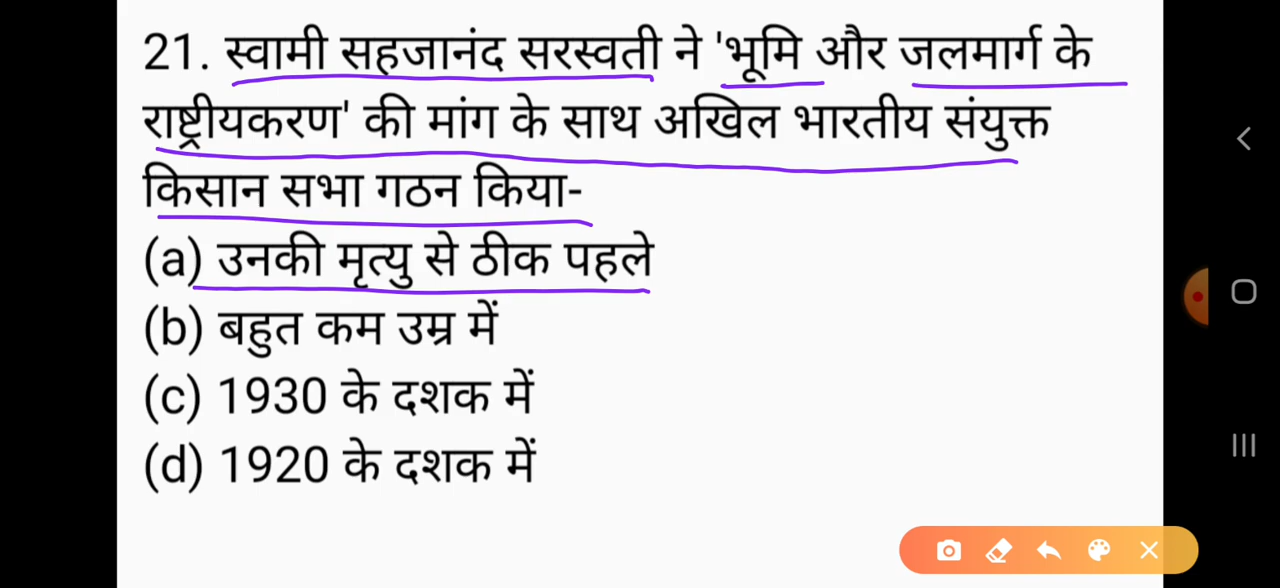 21. स्वामी सहजानंद सरस्वती ने 'भूमि और जलमार्ग के
राष्ट्रीयकरण' की मांग के साथ अखिल भारतीय संयुक्त
किसान सभा गठन किया-
(a) उनकी मृत्यु से ठीक पहले
(b) बहुत कम उम्र में
(c) 1930 के दशक में
(d) 1920 के दशक में